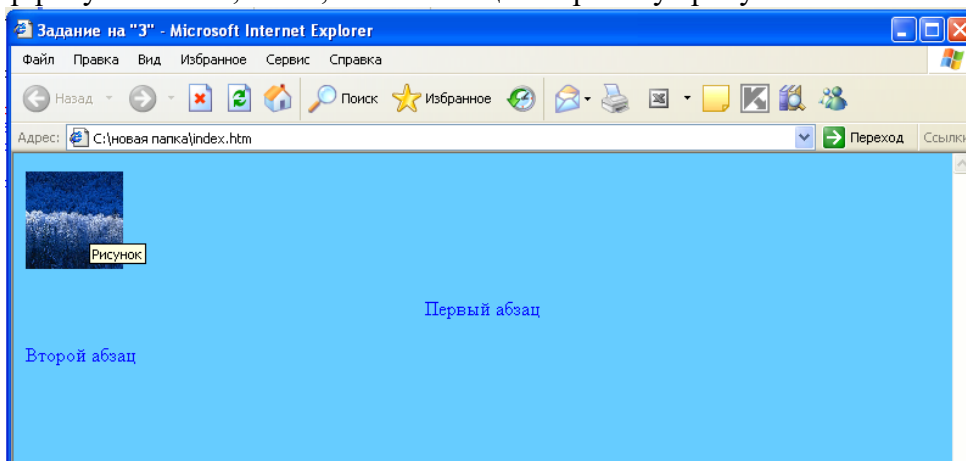 Задание на "3" - Microsoft Internet Explorer
Файл Правка Вид Избранное Сервис Справка
Назад Поиск Избранное
Адрес: C:\новая папка\index.htm Переход Ссылки
Рисунок
Первый абзац
Второй абзац